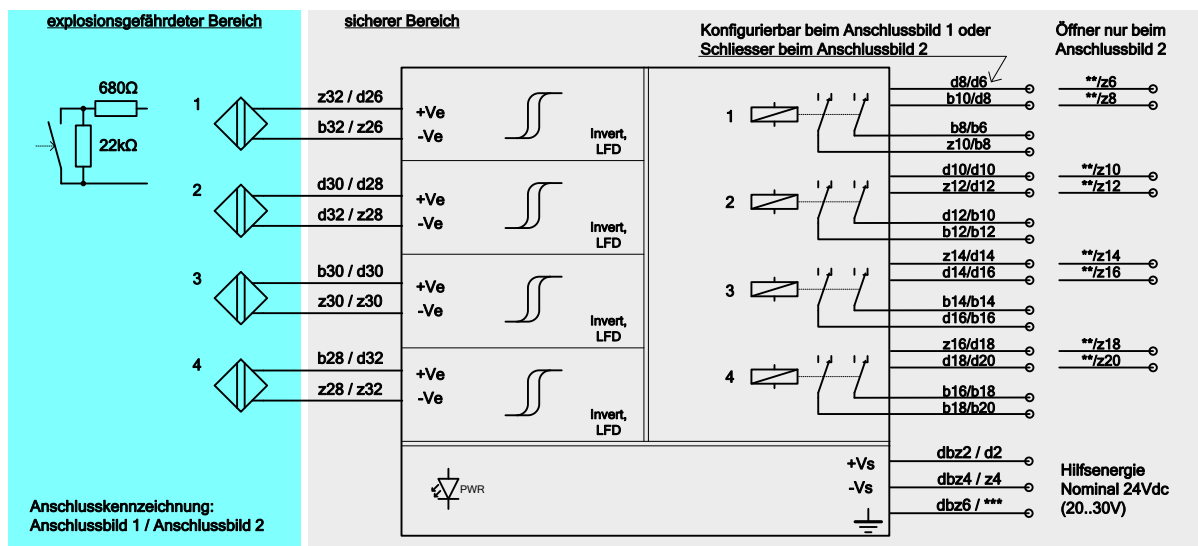 explosionsgefährdeter Bereich
sicherer Bereich
Konfigurierbar beim Anschlussbild 1 oder
Schliesser beim Anschlussbild 2
Öffner nur beim
Anschlussbild 2
680Ω
22kΩ
1
z32 / d26
b32 / z26
+Ve
-Ve
Invert,
LFD
1
d8/d6
b10/d8
b8/b6
z10/b8
**/z6
**/z8
2
d30 / d28
d32 / z28
+Ve
-Ve
Invert,
LFD
2
d10/d10
z12/d12
d12/b10
b12/b12
**/z10
**/z12
3
b30 / d30
z30 / z30
+Ve
-Ve
Invert,
LFD
3
z14/d14
d14/d16
b14/b14
d16/b16
**/z14
**/z16
4
b28 / d32
z28 / z32
+Ve
-Ve
Invert,
LFD
4
z16/d18
d18/d20
b16/b18
b18/b20
**/z18
**/z20
PWR
+Vs
-Vs
dbz2 / d2
dbz4 / z4
dbz6 / ***
Hilfsenergie
Nominal 24Vdc
(20..30V)
Anschlusskennzeichnung:
Anschlussbild 1 / Anschlussbild 2